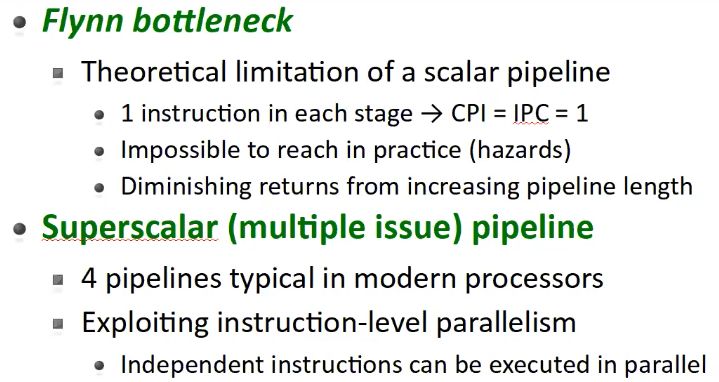 Flynn bottleneck
Theoretical limitation of a scalar pipeline
1 instruction in each stage → CPI = IPC = 1
Impossible to reach in practice (hazards)
Diminishing returns from increasing pipeline length
Superscalar (multiple issue) pipeline
4 pipelines typical in modern processors
Exploiting instruction-level parallelism
Independent instructions can be executed in parallel